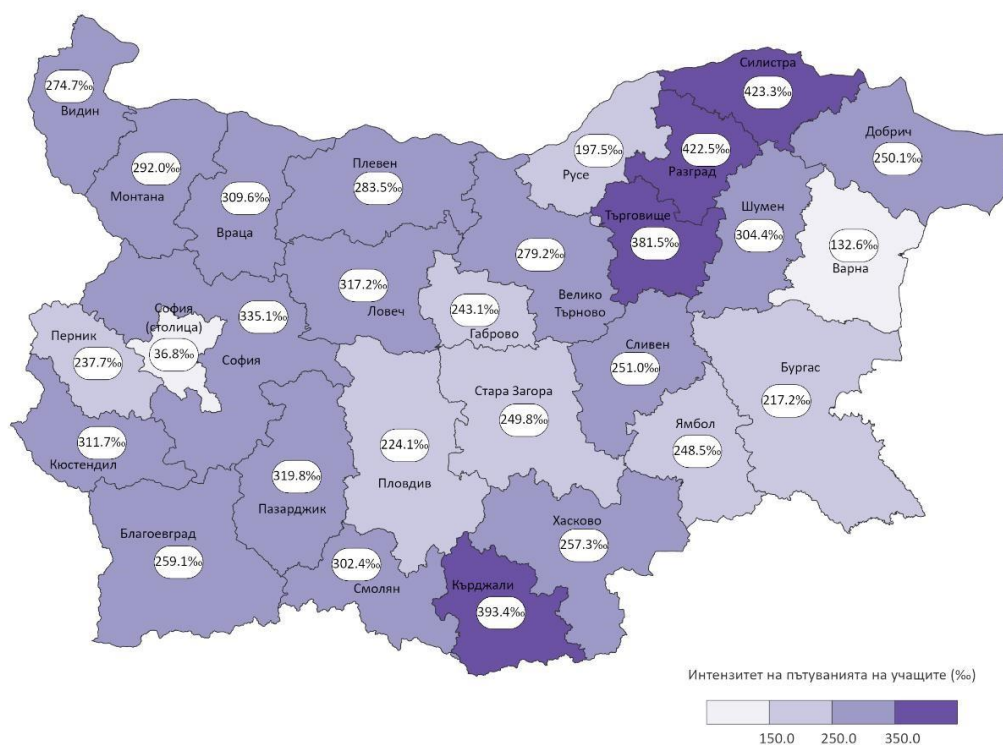 Силистра
423.3‰
274.7‰
Видин
Добрич
250.1‰
197.5‰
Русе
422.5‰
Разград
292.0‰
Монтана
Плевен
283.5‰
309.6‰
Враца
Шумен
304.4‰
Търговище
381.5‰
132.6‰
Варна
279.2‰
Велико
Търново
317.2‰
Ловеч
243.1‰
Габрово
София
(столица)
36.8‰
335.1‰
София
Перник
237.7‰
Сливен
251.0‰
Бургас
217.2‰
Стара Загора
249.8‰
Ямбол
248.5‰
311.7‰
Кюстендил
224.1‰
Пловдив
319.8‰
Пазарджик
Благоевград
259.1‰
Хасково
257.3‰
302.4‰
Смолян
Кърджали
393.4‰
Интензитет на пътуванията на учащите (‰)
150.0 250.0 350.0